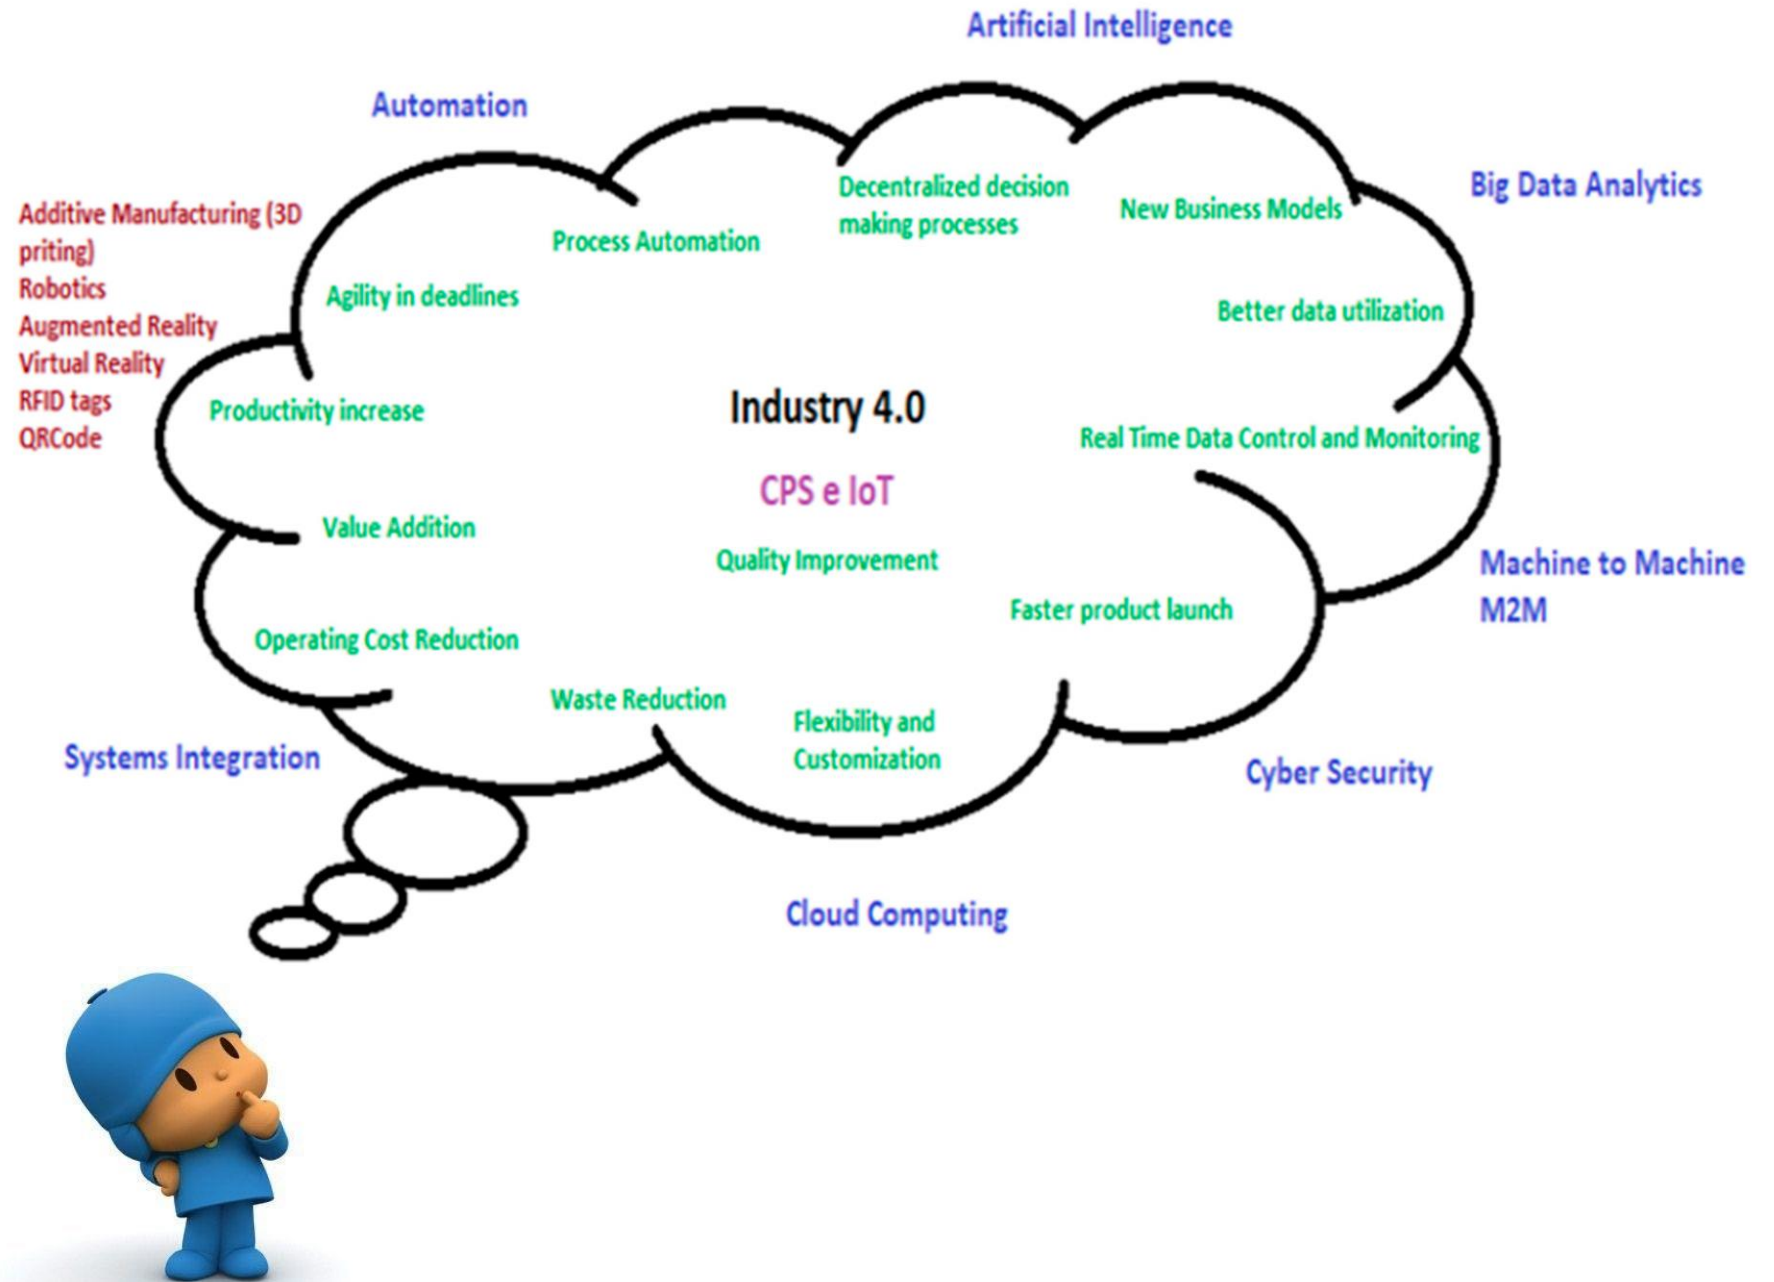 Artificial Intelligence
Automation
Big Data Analytics
Additive Manufacturing (3D
priting)
Robotics
Augmented Reality
Virtual Reality
RFID tags
QRCode
Decentralized decision
making processes
New Business Models
Process Automation
Agility in deadlines
Better data utilization
Productivity increase
Industry 4.0
Real Time Data Control and Monitoring
CPS e IoT
Value Addition
Quality Improvement
Machine to Machine
M2M
Faster product launch
Operating Cost Reduction
Waste Reduction
Flexibility and
Customization
Systems Integration
Cyber Security
Cloud Computing